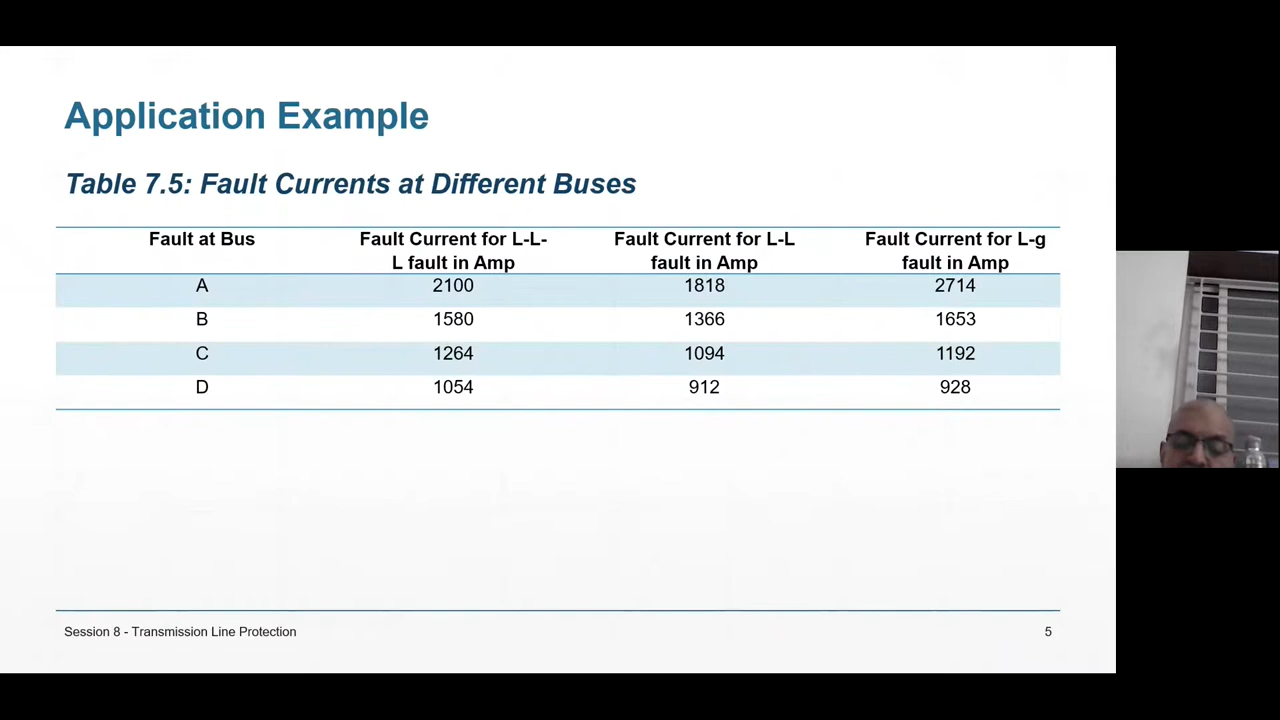 Application Example
Table 7.5: Fault Currents at Different Buses
Fault at Bus Fault Current for L-L- Fault Current for L-L Fault Current for L-g
L fault in Amp fault in Amp fault in Amp
A 2100 1818 2714
B 1580 1366 1653
C 1264 1094 1192
D 1054 912 928
Session 8 - Transmission Line Protection 5